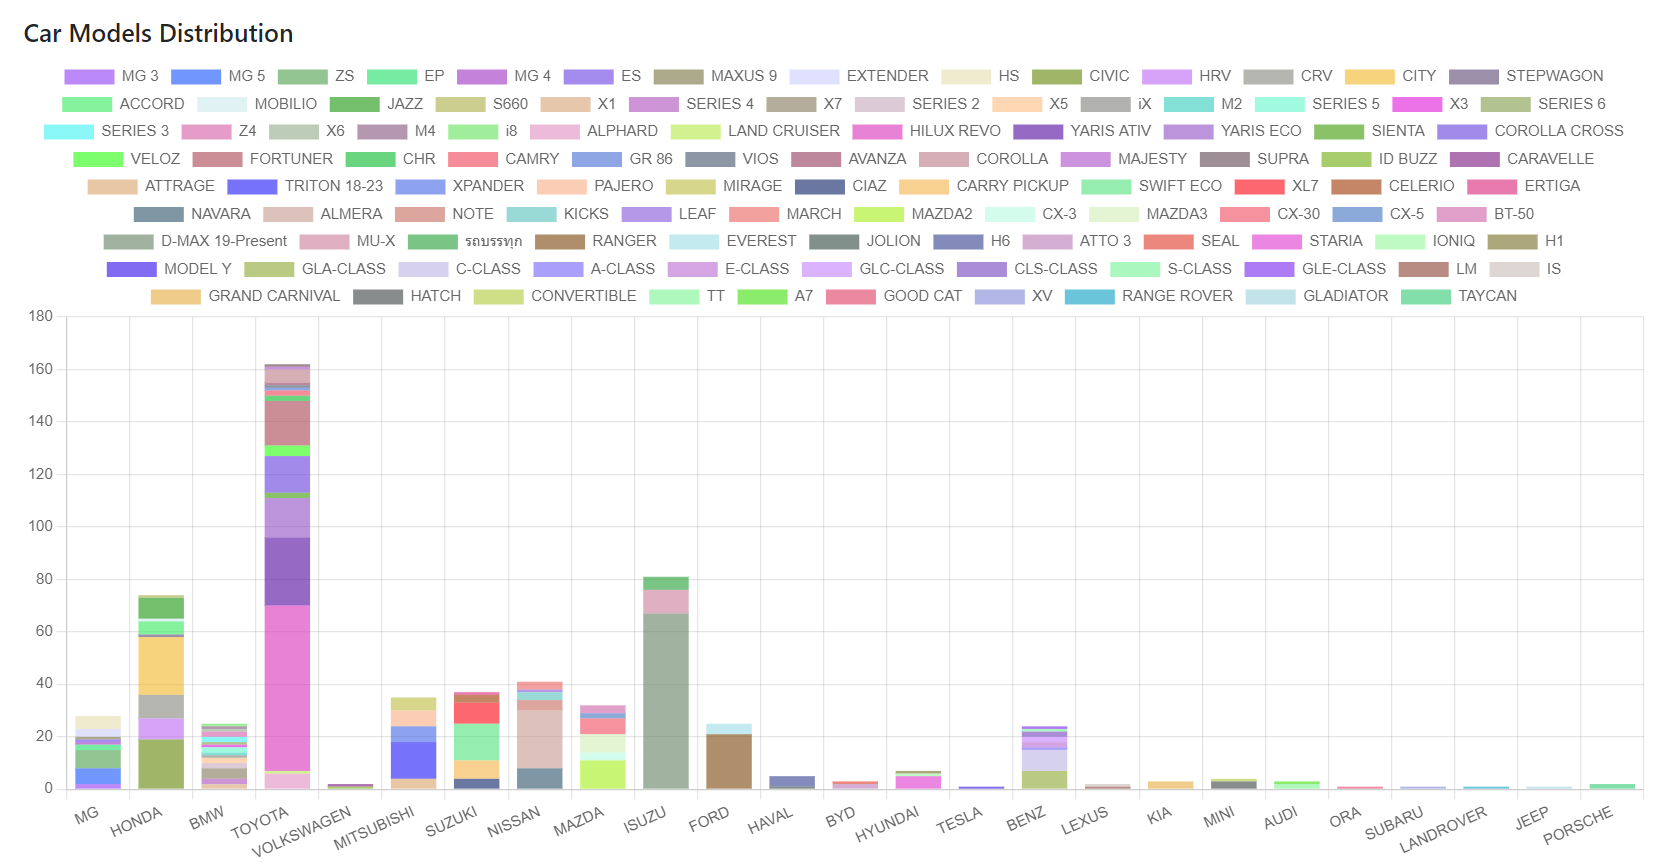 Car Models Distribution
MG 3 MG 5 ZS EP MG 4 ES MAXUS 9 EXTENDER HS CIVIC HRV CRV CITY STEPWAGON
ACCORD MOBILIO JAZZ S660 X1 SERIES 4 X7 SERIES 2 X5 iX M2 SERIES 5 X3 SERIES 6
SERIES 3 Z4 X6 M4 i8 ALPHARD LAND CRUISER HILUX REVO YARIS ATIV YARIS ECO SIENTA COROLLA CROSS
VELOZ FORTUNER CHR CAMRY GR 86 VIOS AVANZA COROLLA MAJESTY SUPRA ID BUZZ CARAVELLE
ATTRAGE TRITON 18-23 XPANDER PAJERO MIRAGE CIAZ CARRY PICKUP SWIFT ECO XL7 CELERIO ERTIGA
NAVARA ALMERA NOTE KICKS LEAF MARCH MAZDA2 CX-3 MAZDA3 CX-30 CX-5 BT-50
D-MAX 19-Present MU-X รถบรรทุก RANGER EVEREST JOLION H6 ATTO 3 SEAL STARIA IONIQ H1
MODEL Y GLA-CLASS C-CLASS A-CLASS E-CLASS GLC-CLASS CLS-CLASS S-CLASS GLE-CLASS LM IS
GRAND CARNIVAL HATCH CONVERTIBLE TT A7 GOOD CAT XV RANGE ROVER GLADIATOR TAYCAN
180
160
140
120
100
80
60
40
20
0
MG HONDA BMW TOYOTA VOLKSWAGEN MITSUBISHI SUZUKI NISSAN MAZDA ISUZU FORD HAVAL BYD HYUNDAI TESLA BENZ LEXUS KIA MINI AUDI ORA SUBARU LANDROVER JEEP PORSCHE